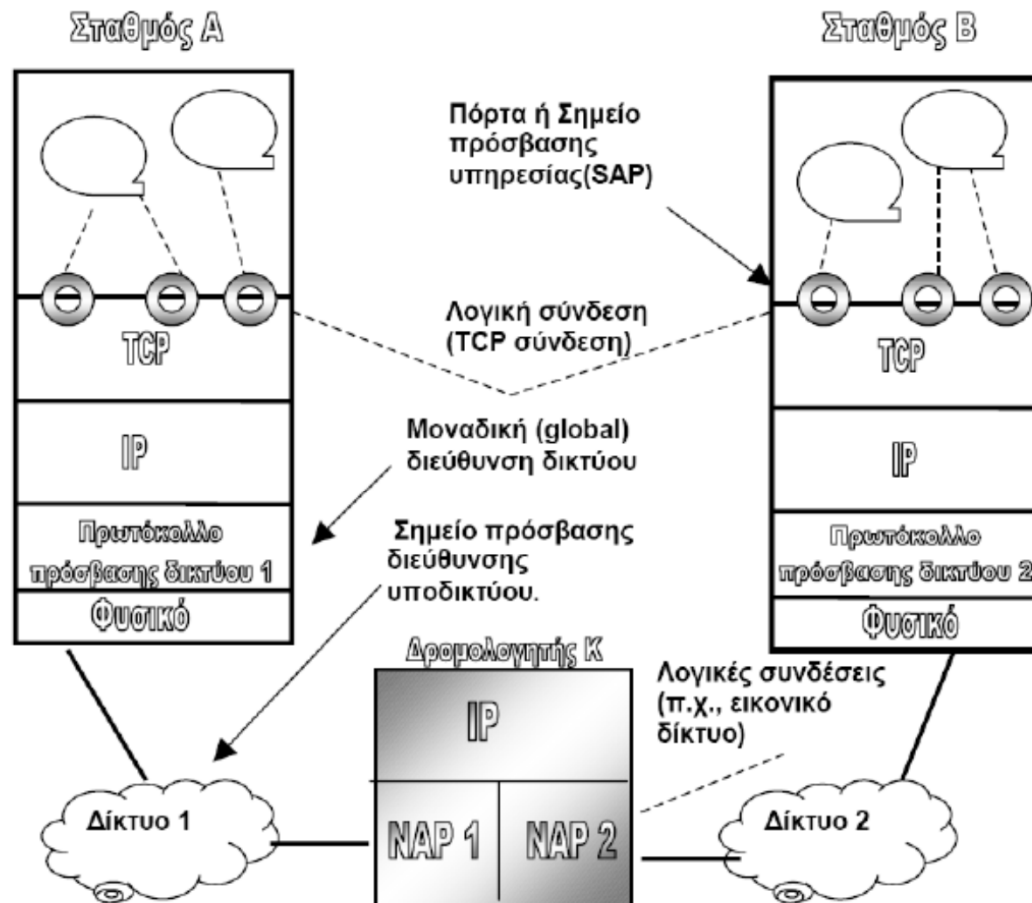 Σταθμός Α
Σταθμός Β
Πόρτα ή Σημείο
πρόσβασης
υπηρεσίας(SAP)
Λογική σύνδεση
(TCP σύνδεση)
TCP
TCP
Μοναδική (global)
διεύθυνση δικτύου
IP
IP
Σημείο πρόσβασης
διεύθυνσης
υποδικτύου.
Πρωτόκολλο
πρόσβασης δικτύου 1
Πρωτόκολλο
πρόσβασης δικτύου 2
Φυσικό
Φυσικό
Δρομολογητής Κ
IP
Λογικές συνδέσεις
(π.χ., εικονικό
δίκτυο)
Δίκτυο 1
NAP 1
NAP 2
Δίκτυο 2